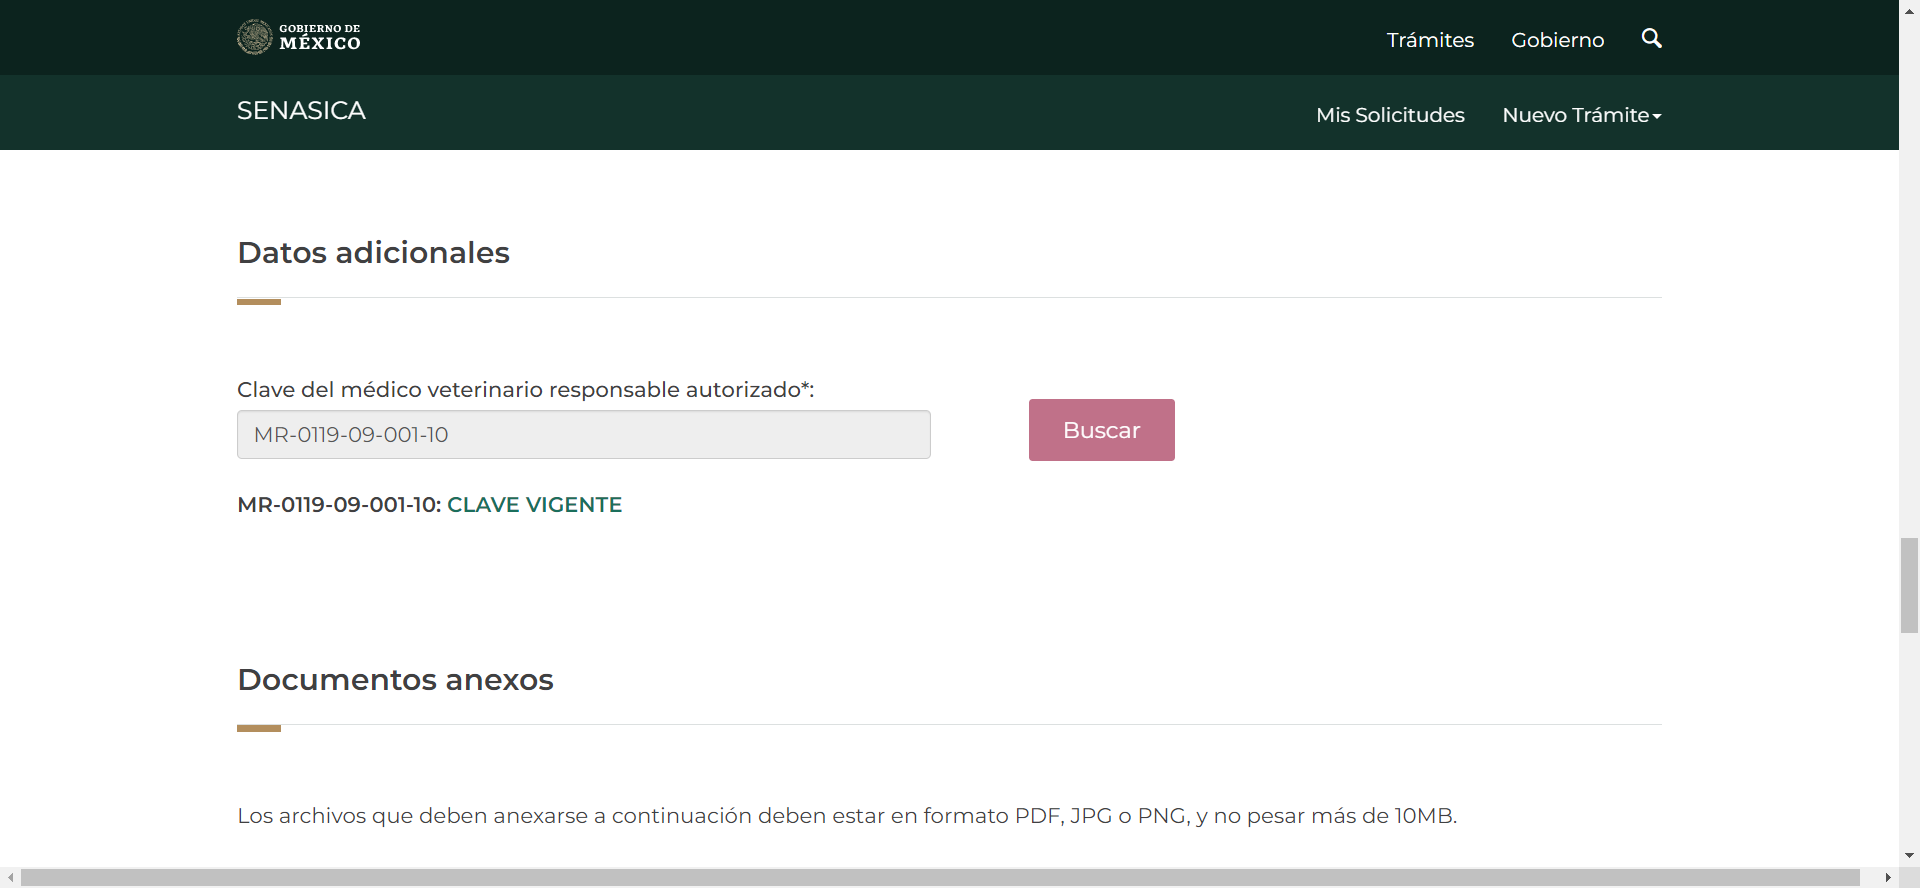 GOBIERNO DE
MÉXICO
Trámites
Gobierno
SENASICA
Mis Solicitudes
Nuevo Trámite
Datos adicionales
Clave del médico veterinario responsable autorizado*:
MR-0119-09-001-10
Buscar
MR-0119-09-001-10: CLAVE VIGENTE
Documentos anexos
Los archivos que deben anexarse a continuación deben estar en formato PDF, JPG o PNG, y no pesar más de 10MB.